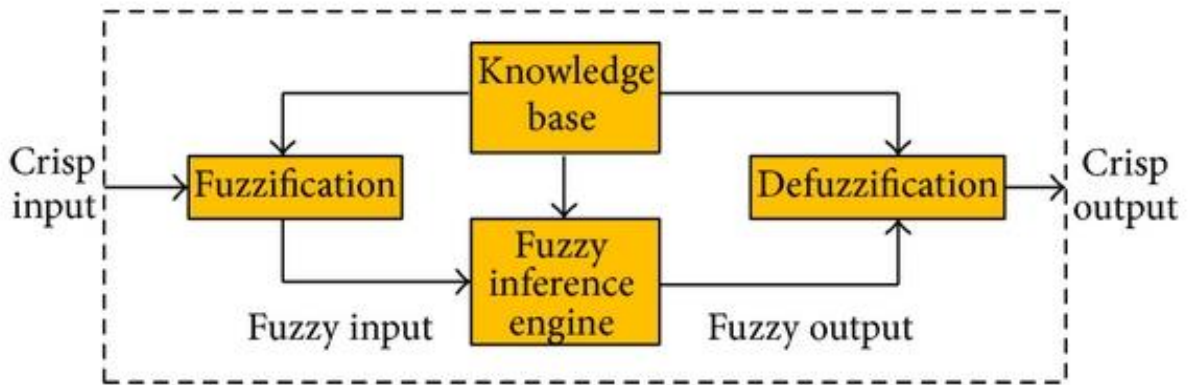 Knowledge
base
Crisp
input
Fuzzification
Defuzzification
Crisp
output
Fuzzy
inference
engine
Fuzzy input
Fuzzy output